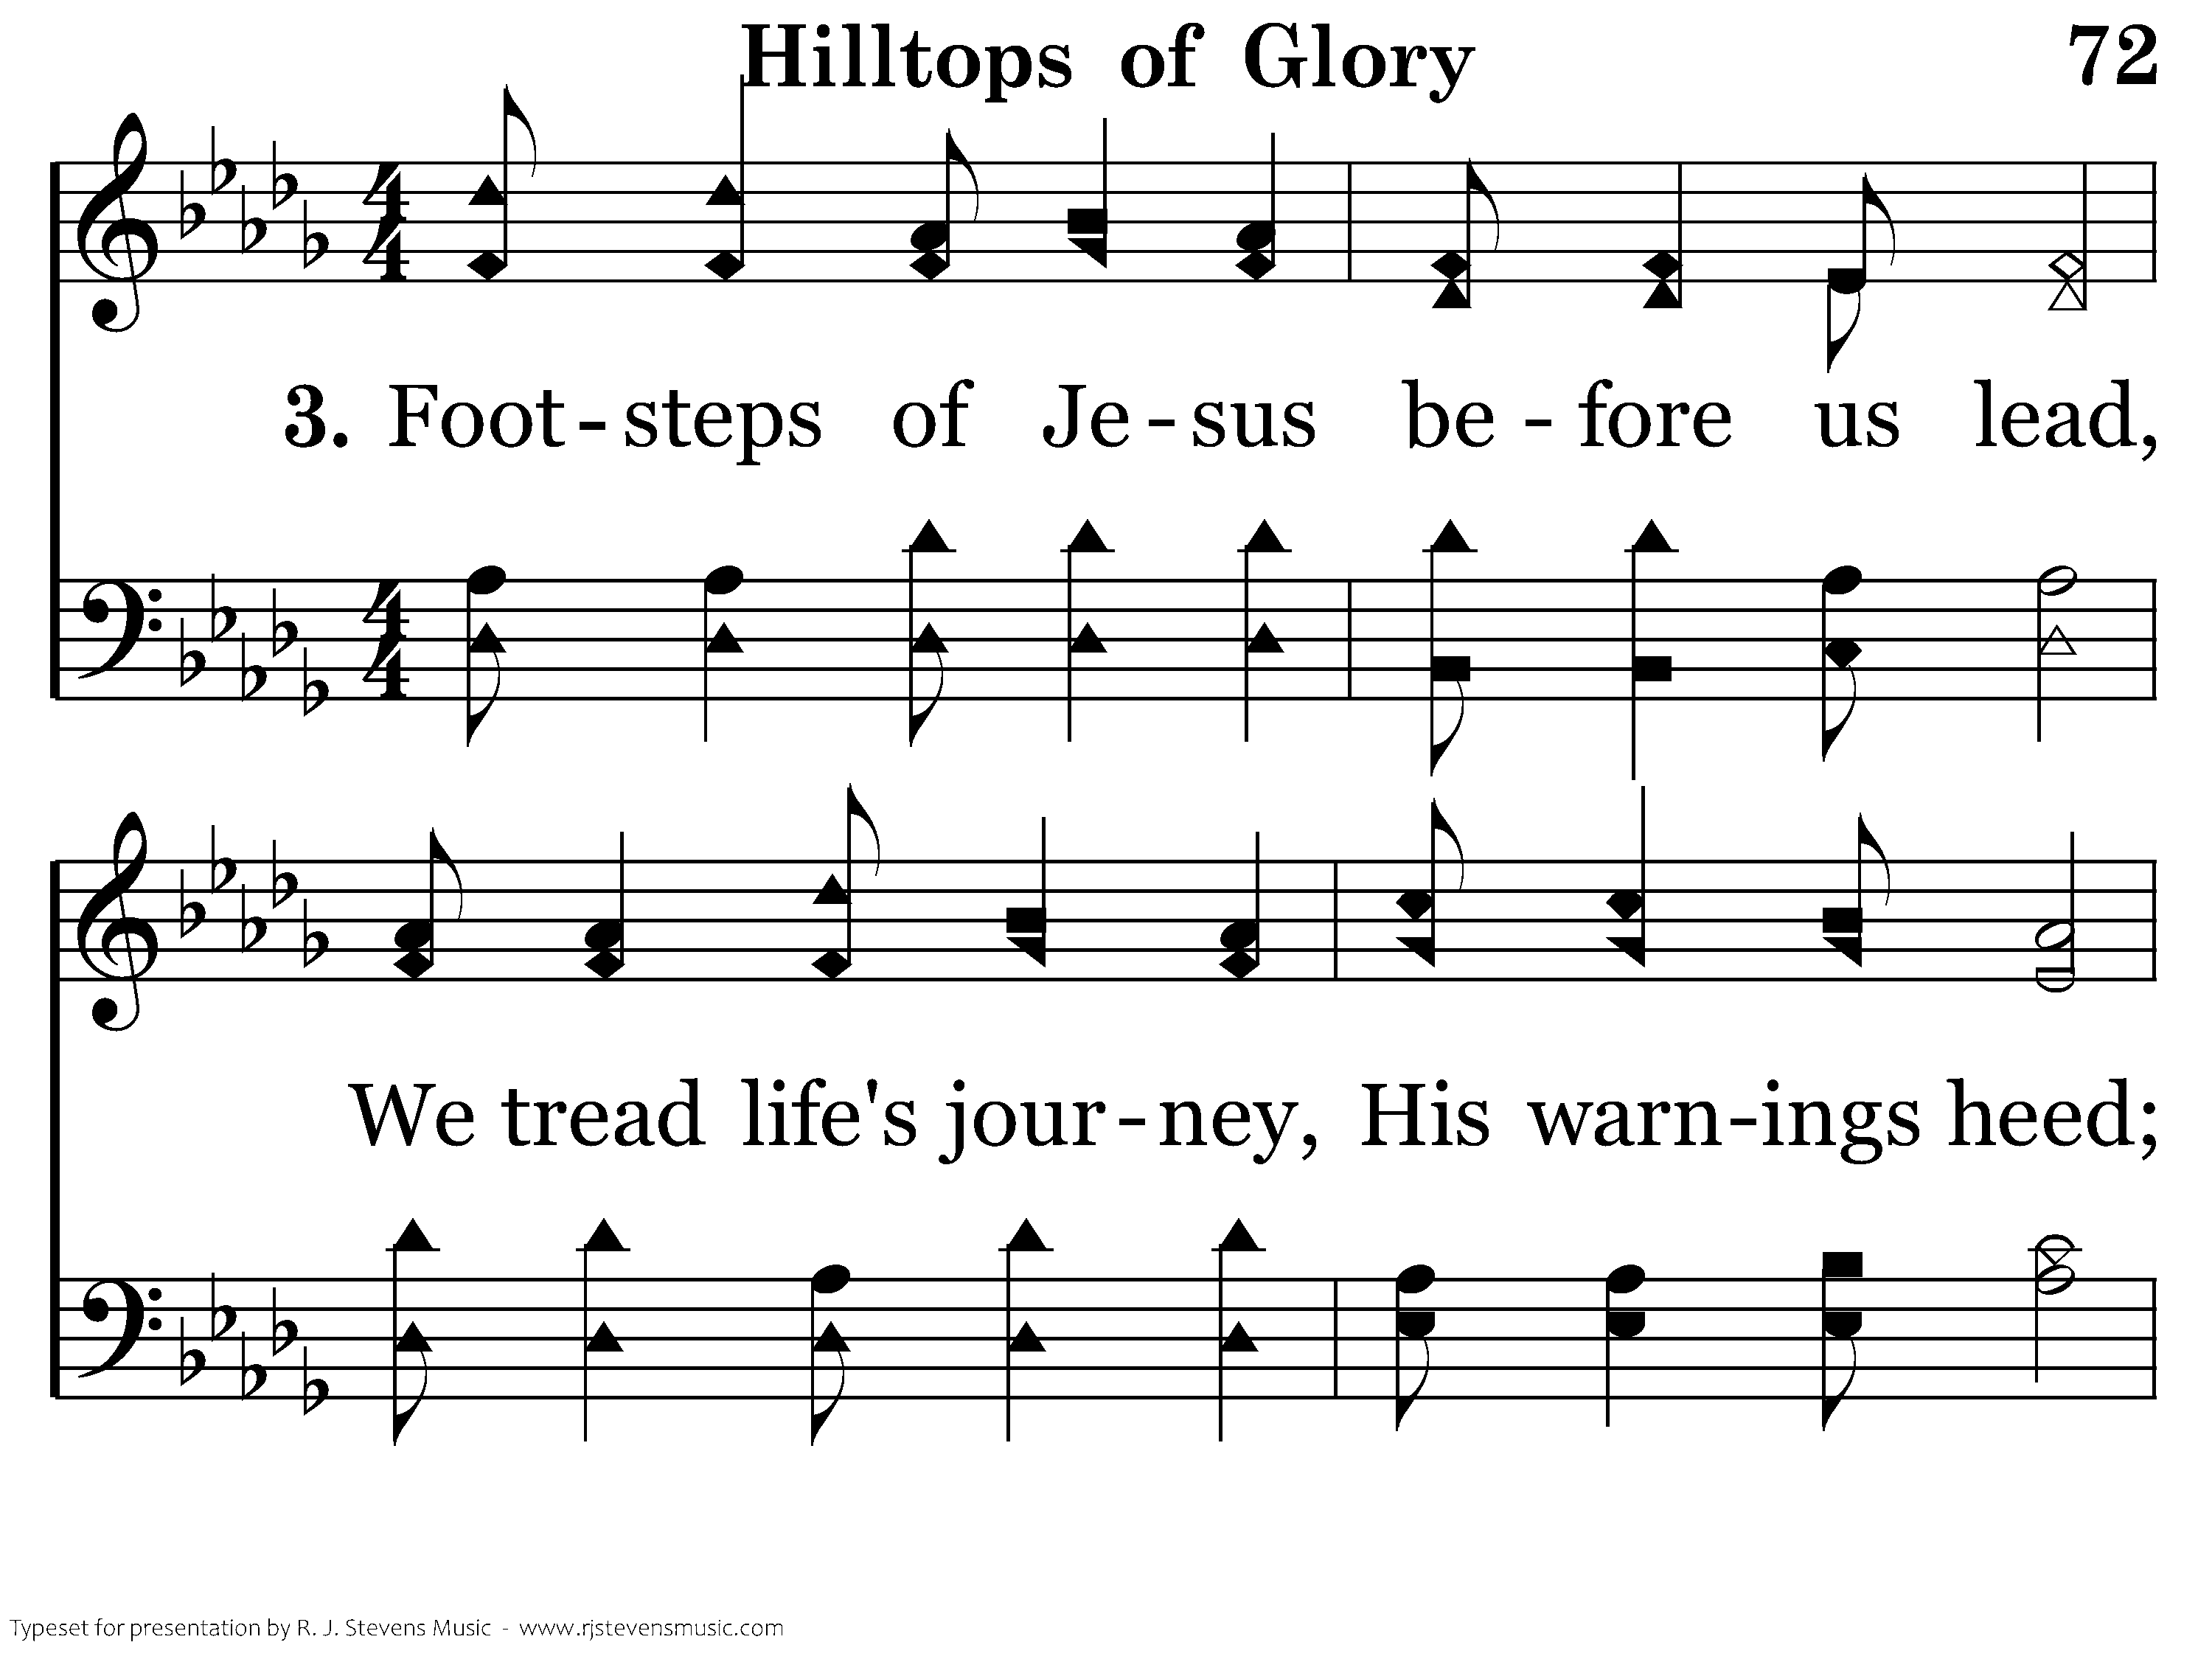 Hilltops of Glory 72
3. Foot-steps of Je-sus be-fore us lead,
We tread life's jour-ney, His warn-ings heed;
Typeset for presentation by R. J. Stevens Music - www.rjstevensmusic.com